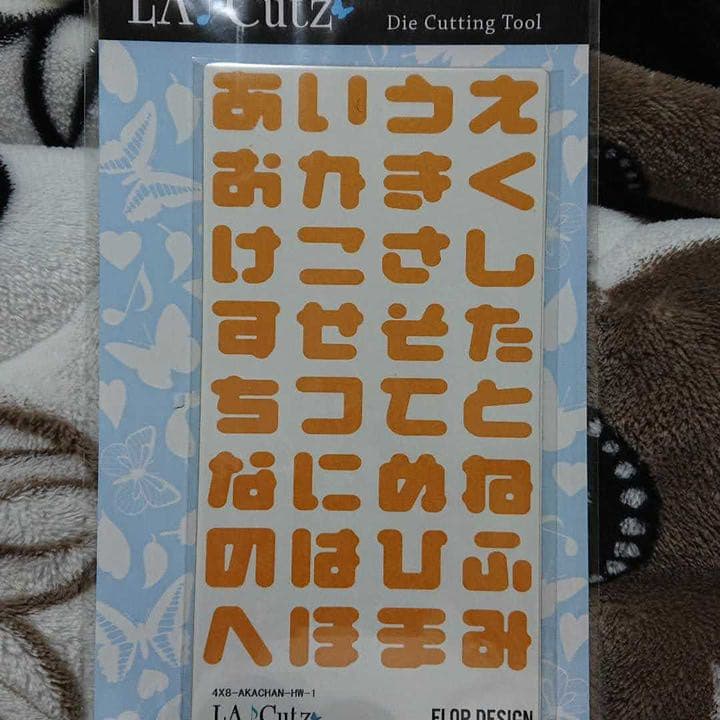 LA♪Cutz
Die Cutting Tool
あいうえ
おかきく
けこさし
すせそた
ちつてと
なにぬね
のはひふ
へほまみ
4X8-AKACHAN-HW-1
LA♪Cutz
FLOP DESIGN